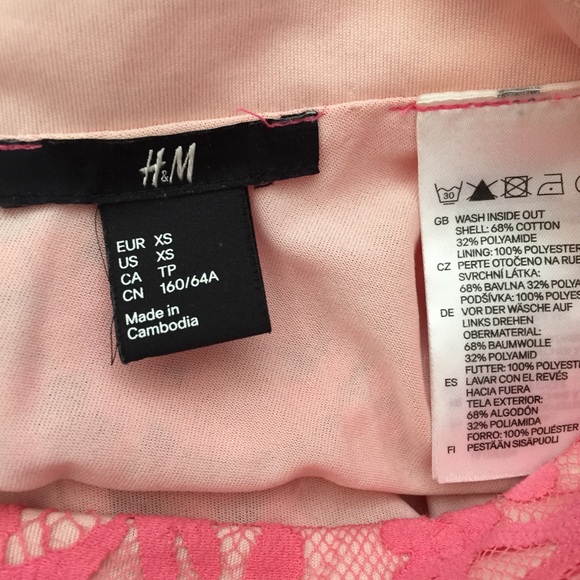 H&M
EUR XS
US XS
CA TP
CN 160/64A
Made in
Cambodia
30
GB WASH INSIDE OUT
SHELL: 68% COTTON
32% POLYAMIDE
LINING: 100% POLYESTER
CZ PERTE OTOČENO NA RUB
SVRCHNÍ LÁTKA:
68% BAVLNA 32% POLYA
PODŠÍVKA: 100% POLYES
DE VOR DER WÄSCHE AUF
LINKS DREHEN
OBERMATERIAL:
68% BAUMWOLLE
32% POLYAMID
FUTTER: 100% POLYESTE
ES LAVAR CON EL REVÉS
HACIA FUERA
TELA EXTERIOR:
68% ALGODÓN
32% POLIAMIDA
FORRO: 100% POLIÉSTER
FI PESTÄÄN SISÄPUOLI